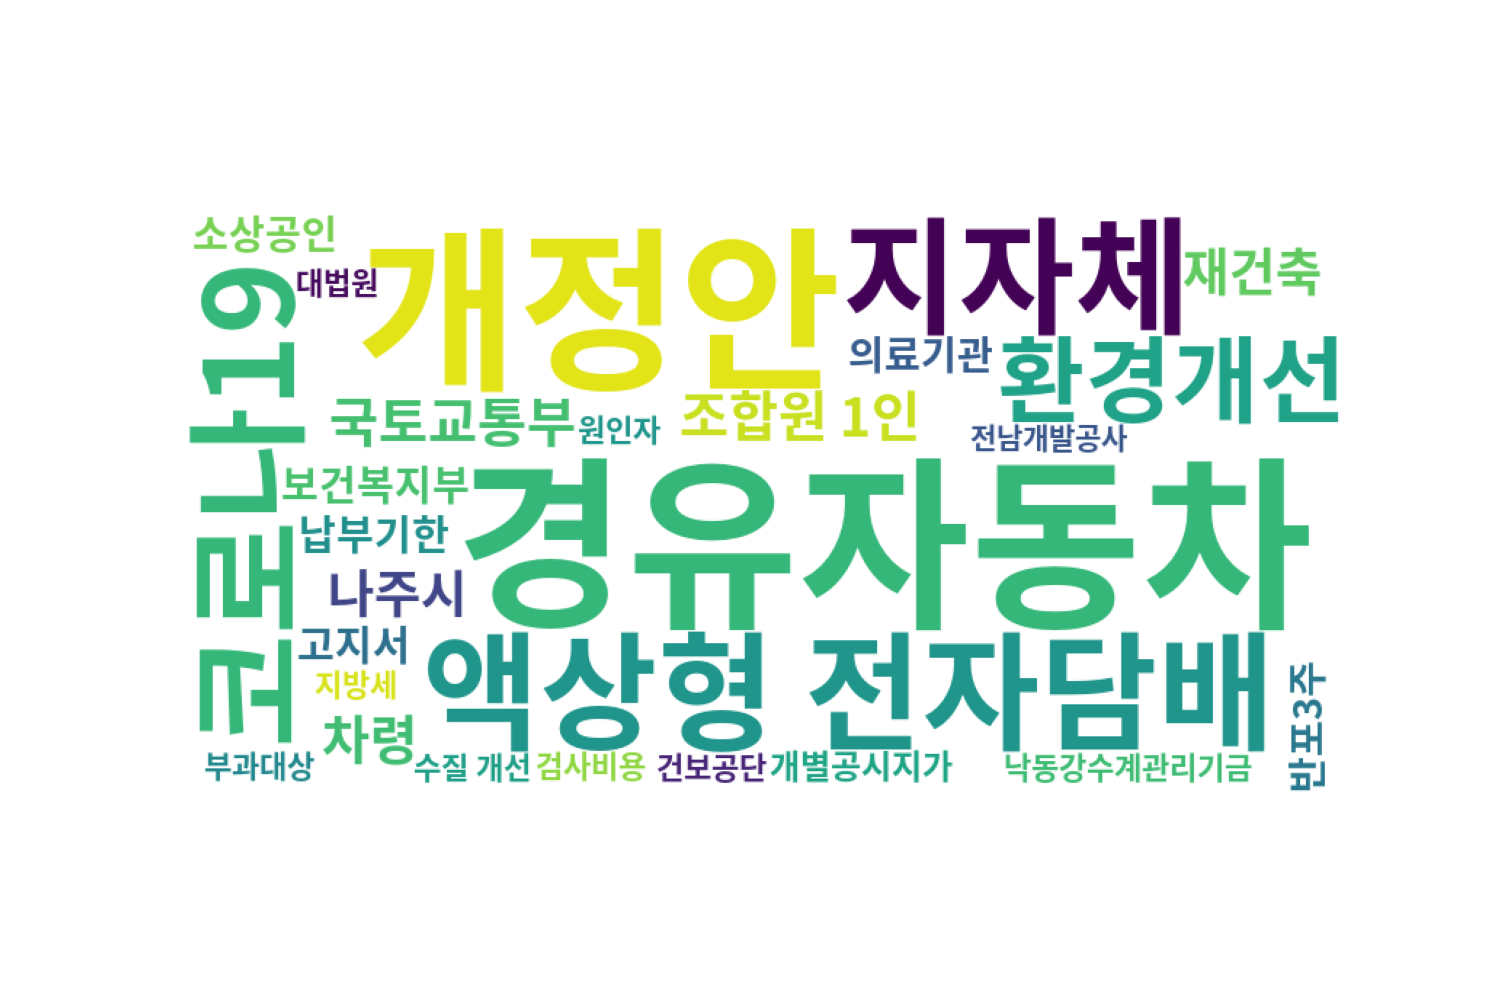 소상공인
대법원
개정안
지자체
재건축
코로나19
의료기관
환경개선
국토교통부
원인자
조합원 1인
전남개발공사
보건복지부
경유자동차
납부기한
나주시
고지서
액상형 전자담배
지방세
차령
반포3주
부과대상
수질 개선
검사비용
건보공단
개별공시지가
낙동강수계관리기금